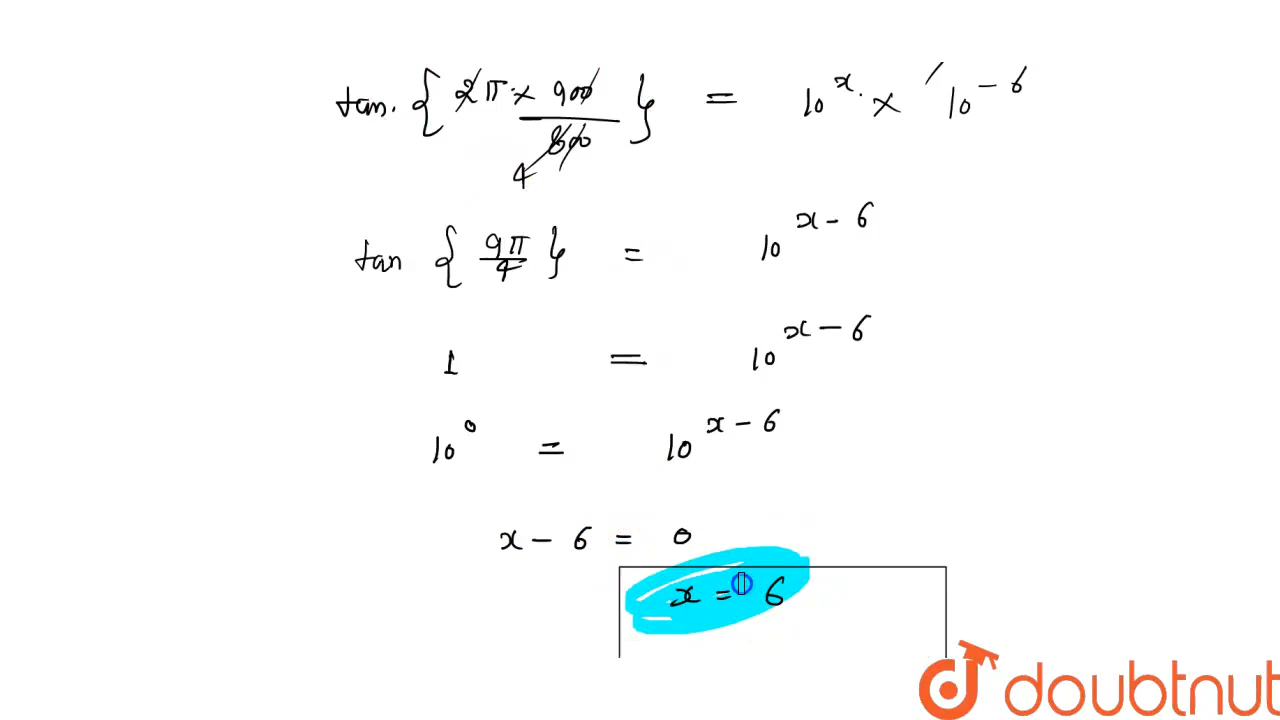 tan. { 2π × 900 / 800 4 } = 10^x . × 10^-6
tan { 9π / 4 } = 10^x-6
1 = 10^x-6
10^0 = 10^x-6
x - 6 = 0
x = 6
doubtnut